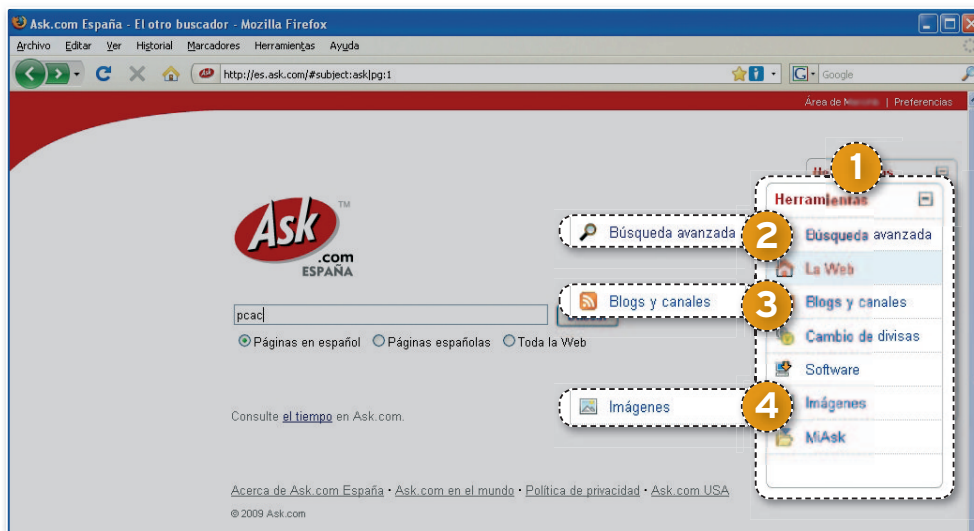 Ask.com España - El otro buscador - Mozilla Firefox
Archivo Editar Ver Historial Marcadores Herramientas Ayuda
http://es.ask.com/#subject:ask|pg:1
Google
Área de | Preferencias
1
Herramientas
Ask TM
.com
ESPAÑA
Búsqueda avanzada 2 Búsqueda avanzada
La Web
Blogs y canales 3 Blogs y canales
pcac
Cambio de divisas
Páginas en español Páginas españolas Toda la Web
Software
Imágenes 4 Imágenes
Consulte el tiempo en Ask.com.
MiAsk
Acerca de Ask.com España · Ask.com en el mundo · Política de privacidad · Ask.com USA
© 2009 Ask.com